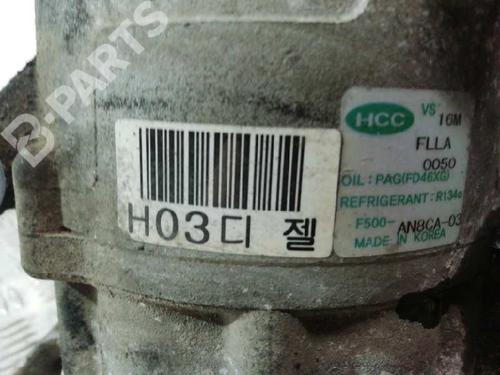 B-PARTS
H03디 젤
HCC VS 16M
FLLA
0050
OIL: PAG(FD46XG)
REFRIGERANT: R134a
F500-AN8CA-03
MADE IN KOREA